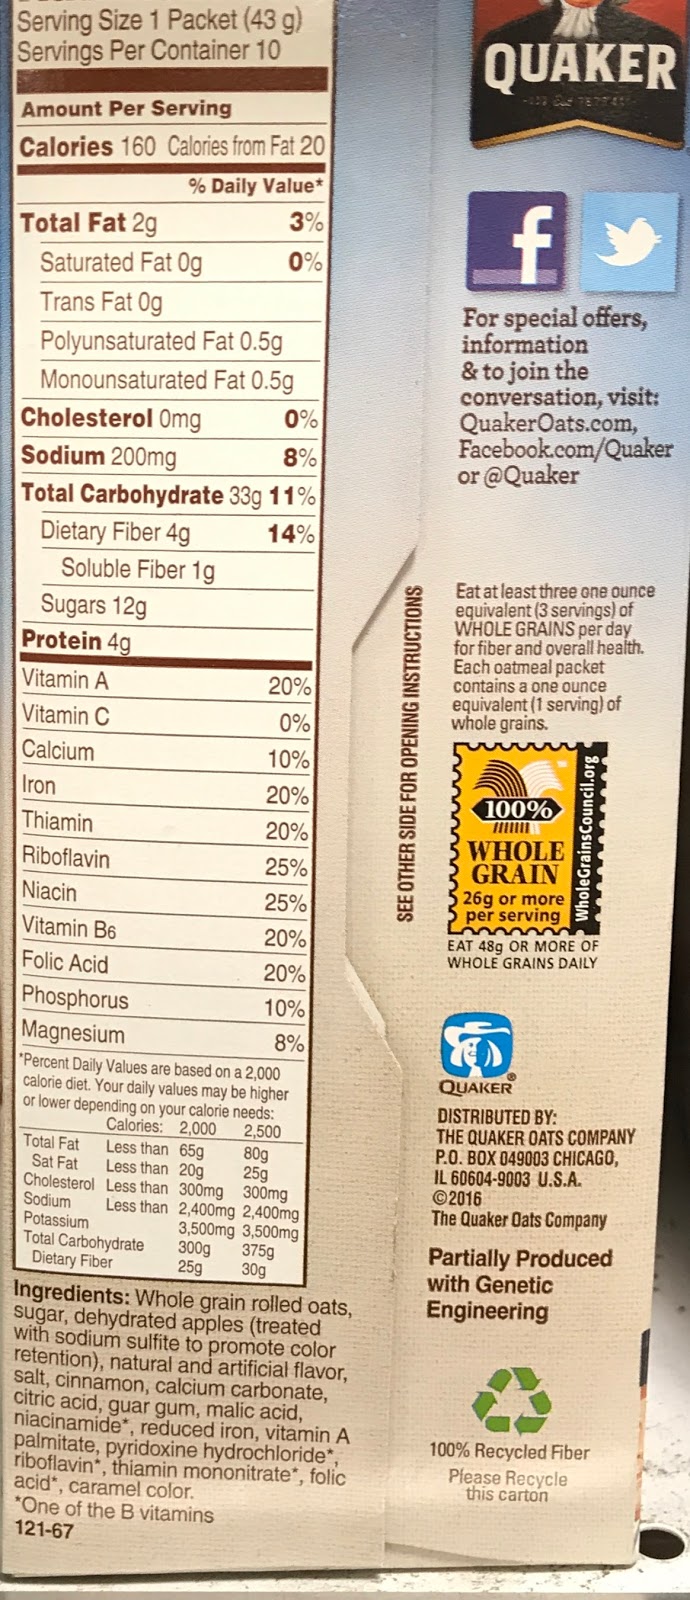 Serving Size 1 Packet (43 g)
Servings Per Container 10
Amount Per Serving
Calories 160 Calories from Fat 20
% Daily Value*
Total Fat 2g 3%
Saturated Fat 0g 0%
Trans Fat 0g
Polyunsaturated Fat 0.5g
Monounsaturated Fat 0.5g
Cholesterol 0mg 0%
Sodium 200mg 8%
Total Carbohydrate 33g 11%
Dietary Fiber 4g 14%
Soluble Fiber 1g
Sugars 12g
Protein 4g
Vitamin A 20%
Vitamin C 0%
Calcium 10%
Iron 20%
Thiamin 20%
Riboflavin 25%
Niacin 25%
Vitamin B6 20%
Folic Acid 20%
Phosphorus 10%
Magnesium 8%
*Percent Daily Values are based on a 2,000
calorie diet. Your daily values may be higher
or lower depending on your calorie needs:
Calories: 2,000 2,500
Total Fat Less than 65g 80g
Sat Fat Less than 20g 25g
Cholesterol Less than 300mg 300mg
Sodium Less than 2,400mg 2,400mg
Potassium 3,500mg 3,500mg
Total Carbohydrate 300g 375g
Dietary Fiber 25g 30g
Ingredients: Whole grain rolled oats,
sugar, dehydrated apples (treated
with sodium sulfite to promote color
retention), natural and artificial flavor,
salt, cinnamon, calcium carbonate,
citric acid, guar gum, malic acid,
niacinamide*, reduced iron, vitamin A
palmitate, pyridoxine hydrochloride*,
riboflavin*, thiamin mononitrate*, folic
acid*, caramel color.
*One of the B vitamins
121-67
SEE OTHER SIDE FOR OPENING INSTRUCTIONS
QUAKER
f
For special offers,
information
& to join the
conversation, visit:
QuakerOats.com,
Facebook.com/Quaker
or @Quaker
Eat at least three one ounce
equivalent (3 servings) of
WHOLE GRAINS per day
for fiber and overall health.
Each oatmeal packet
contains a one ounce
equivalent (1 serving) of
whole grains.
100%
WHOLE
GRAIN
26g or more
per serving
WholeGrainsCouncil.org
EAT 48g OR MORE OF
WHOLE GRAINS DAILY
QUAKER®
DISTRIBUTED BY:
THE QUAKER OATS COMPANY
P.O. BOX 049003 CHICAGO,
IL 60604-9003 U.S.A.
©2016
The Quaker Oats Company
Partially Produced
with Genetic
Engineering
100% Recycled Fiber
Please Recycle
this carton